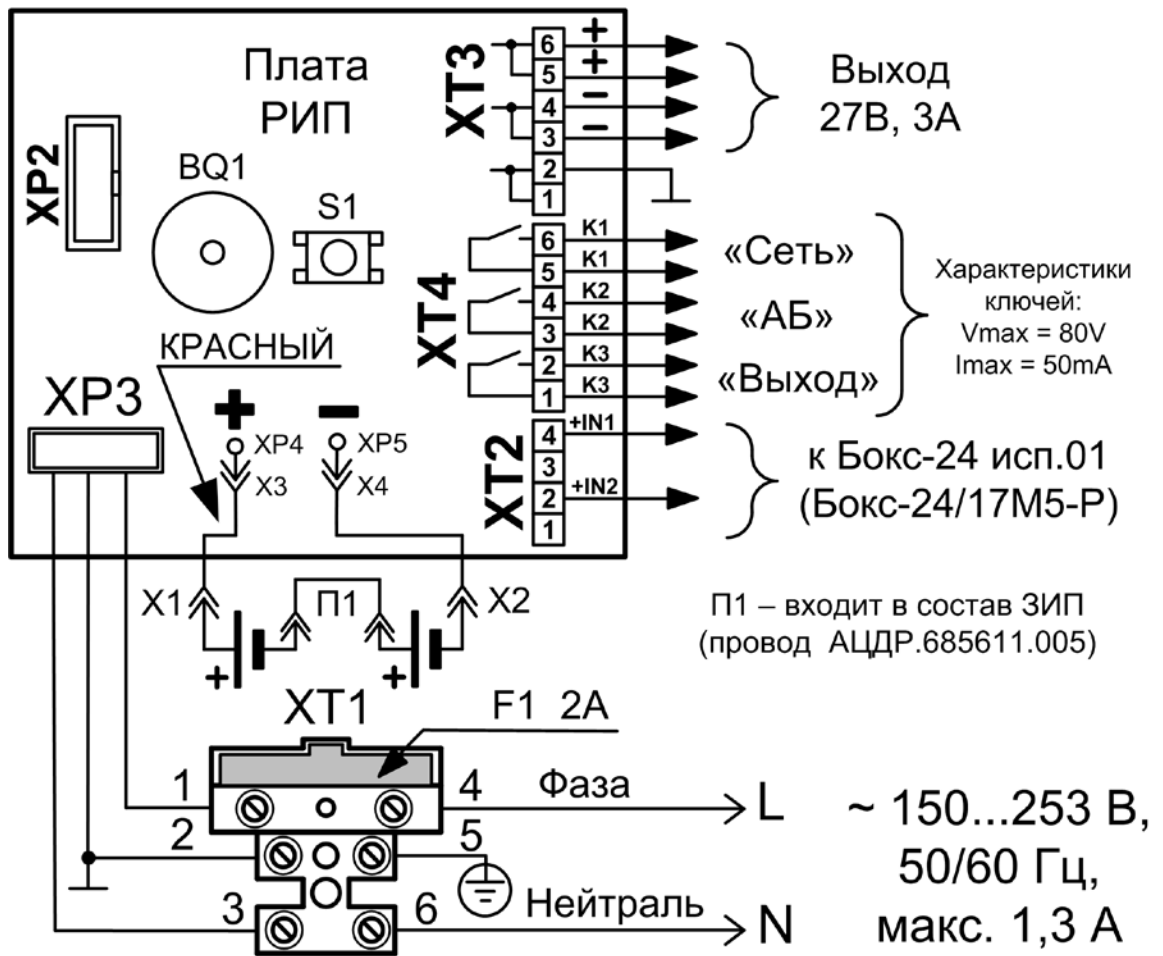 Плата
РИП
XP2
BQ1
S1
КРАСНЫЙ
XP3
+
−
XP4
XP5
X3
X4
XT3
6
+
5
+
4
−
3
−
2
1
Выход
27В, 3А
XT4
6
K1
5
K1
4
K2
3
K2
2
K3
1
K3
«Сеть»
«АБ»
«Выход»
Характеристики
ключей:
Vmax = 80V
Imax = 50mA
XT2
4
+IN1
3
2
+IN2
1
к Бокс-24 исп.01
(Бокс-24/17М5-Р)
X1
П1
X2
+
+
П1 – входит в состав ЗИП
(провод АЦДР.685611.005)
XT1
F1 2A
1
4
Фаза
L
2
5
3
6
Нейтраль
N
~ 150...253 В,
50/60 Гц,
макс. 1,3 А